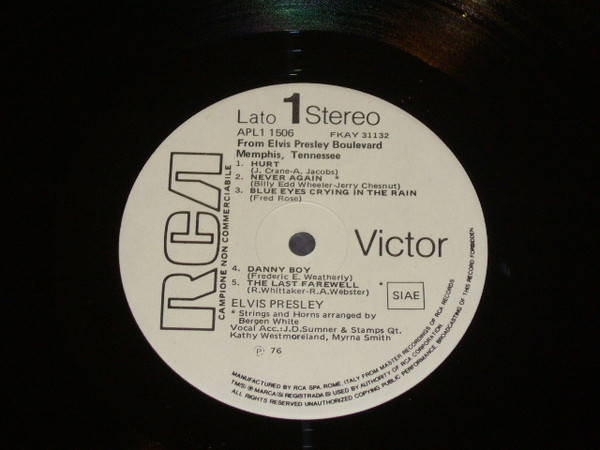 Lato 1 Stereo
APL1 1506 FKAY 31132
From Elvis Presley Boulevard
Memphis, Tennessee
1. HURT
(J. Crane-A. Jacobs)
2. NEVER AGAIN *
(Billy Edd Wheeler-Jerry Chesnut)
3. BLUE EYES CRYING IN THE RAIN
(Fred Rose)
RCA
CAMPIONE NON COMMERCIABILE
Victor
4. DANNY BOY
(Frederic E. Weatherly)
5. THE LAST FAREWELL *
(R.Whittaker-R.A.Webster)
SIAE
ELVIS PRESLEY
* Strings and Horns arranged by
Bergen White
Vocal Acc.: J.D.Sumner & Stamps Qt.
Kathy Westmoreland, Myrna Smith
℗ 76
MANUFACTURED BY RCA SPA, ROME, ITALY FROM MASTER RECORDINGS OF RCA RECORDS
TM(S) ® MARCA(S) REGISTRADA(S) USED BY AUTHORITY OF RCA CORPORATION.
ALL RIGHTS RESERVED UNAUTHORIZED COPYING PUBLIC PERFORMANCE, BROADCASTING OF THIS RECORD FORBIDDEN